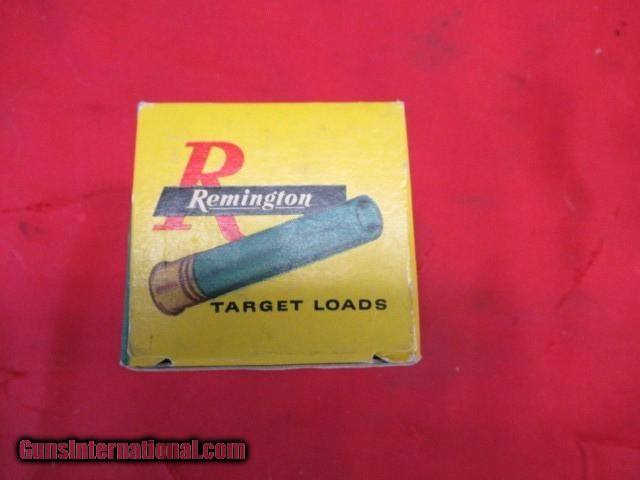 R
Remington
TARGET LOADS
GunsInternational.com